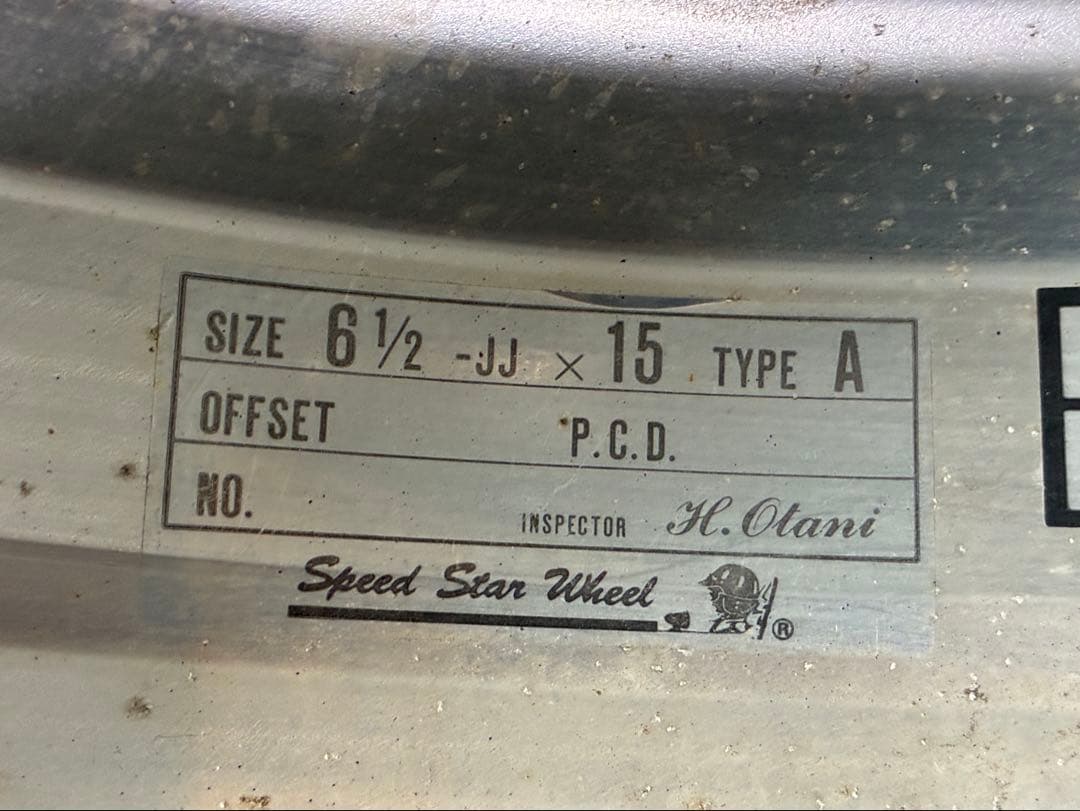 SIZE 6 1/2 -JJ × 15 TYPE A
OFFSET P.C.D.
NO. INSPECTOR H. Otani
Speed Star Wheel ®